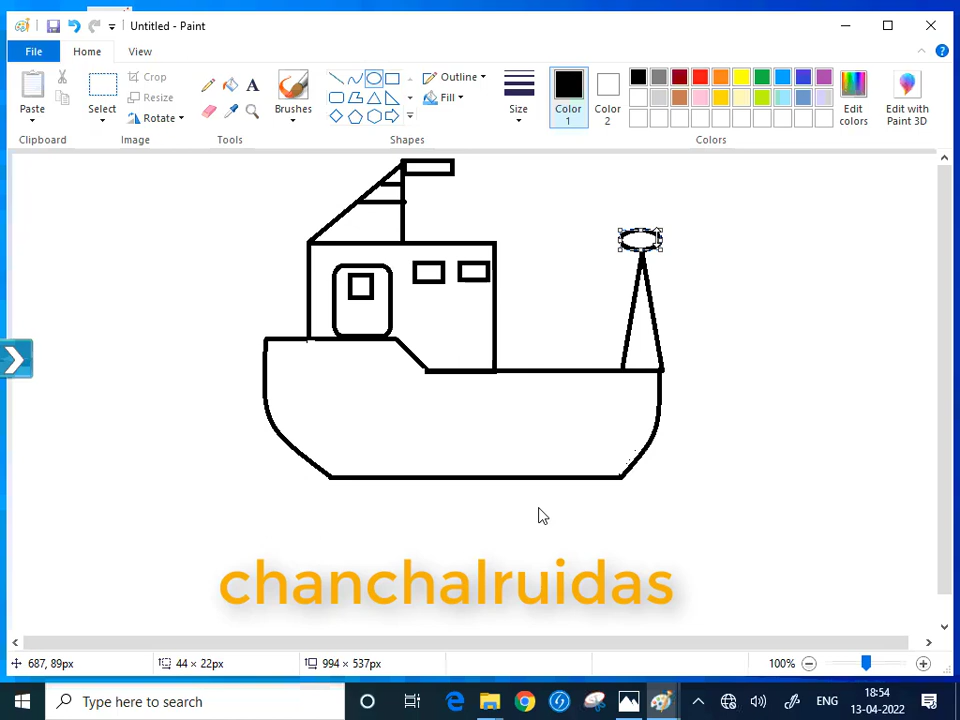 Untitled - Paint
File Home View
Paste
Clipboard
Select
Crop
Resize
Rotate
Image
A
Tools
Brushes
Outline
Fill
Shapes
Size
Color 1
Color 2
Edit colors
Edit with Paint 3D
Colors
chanchalruidas
687, 89px
44 × 22px
994 × 537px
100%
Type here to search
ENG
18:54
13-04-2022